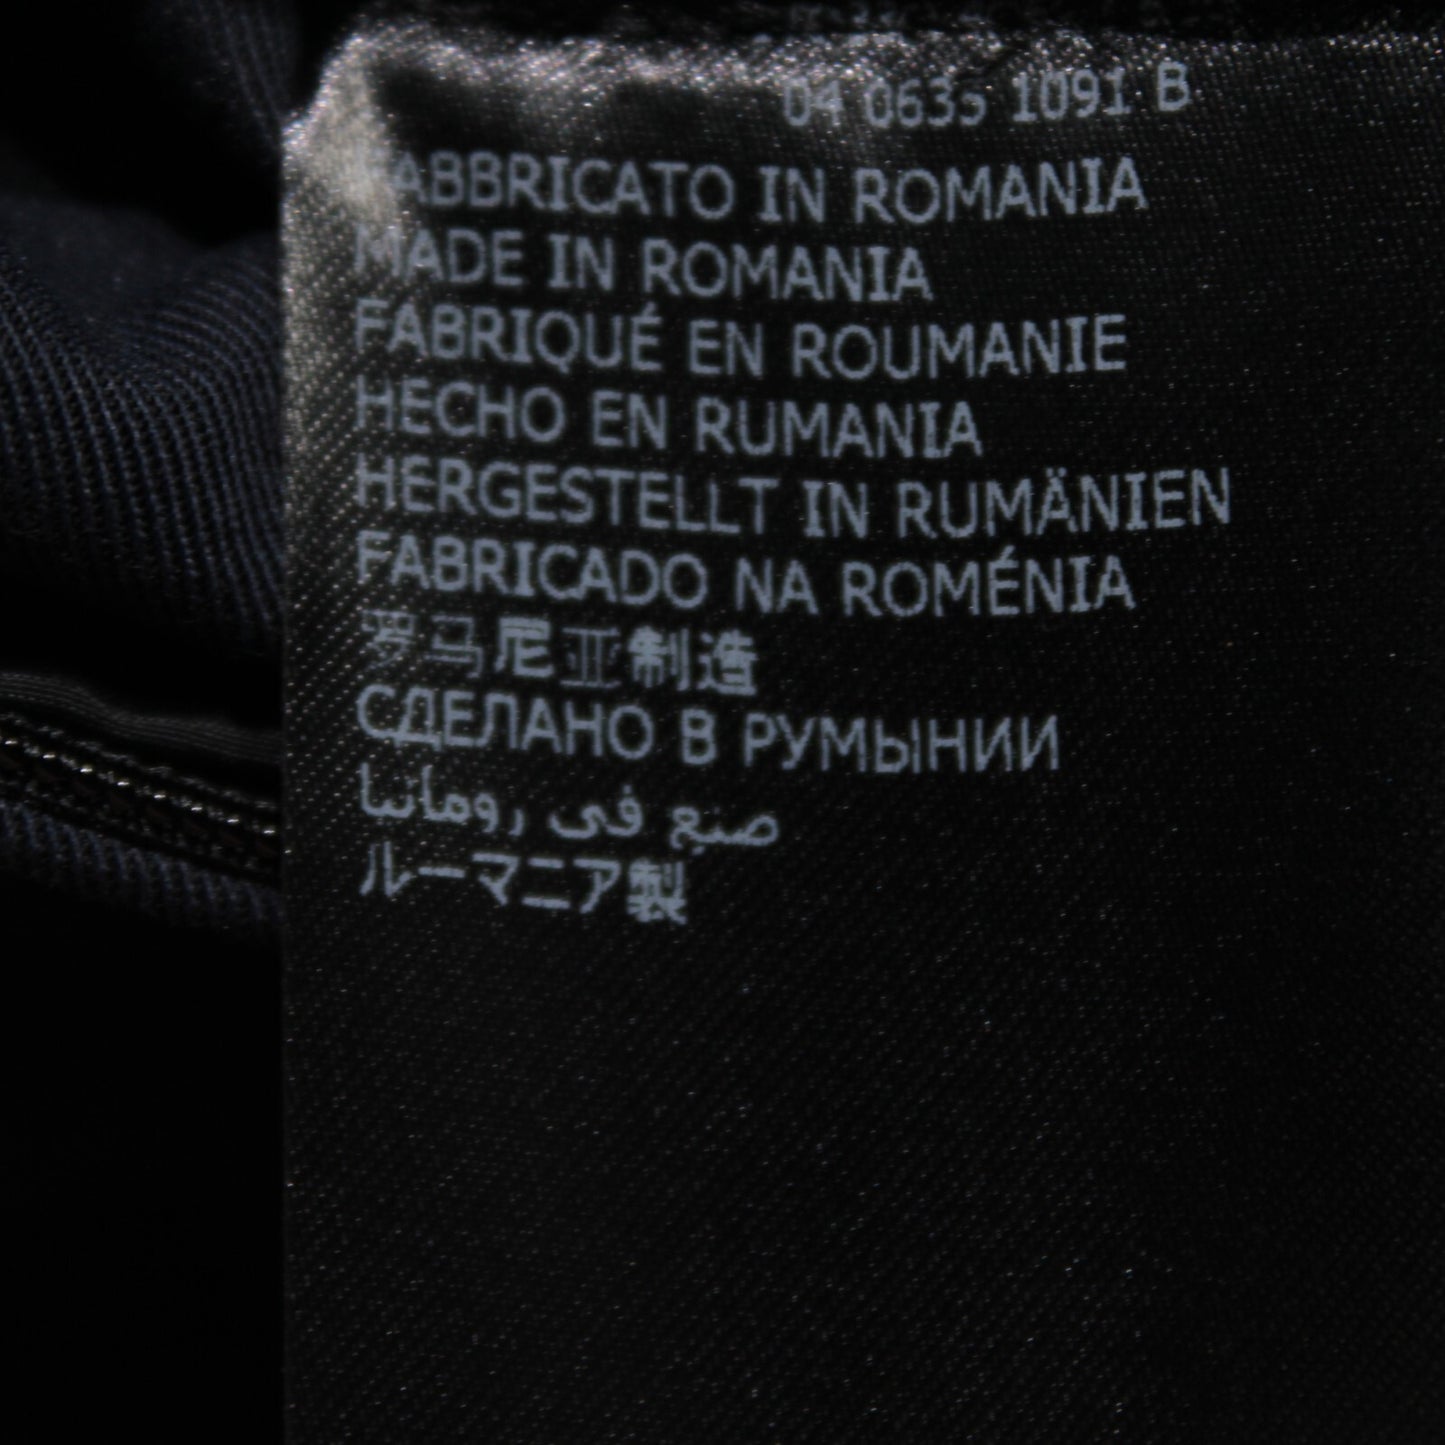 04 0635 1091 B
FABBRICATO IN ROMANIA
MADE IN ROMANIA
FABRIQUÉ EN ROUMANIE
HECHO EN RUMANIA
HERGESTELLT IN RUMÄNIEN
FABRICADO NA ROMÉNIA
罗马尼亚制造
СДЕЛАНО В РУМЫНИИ
صنع في رومانيا
ルーマニア製